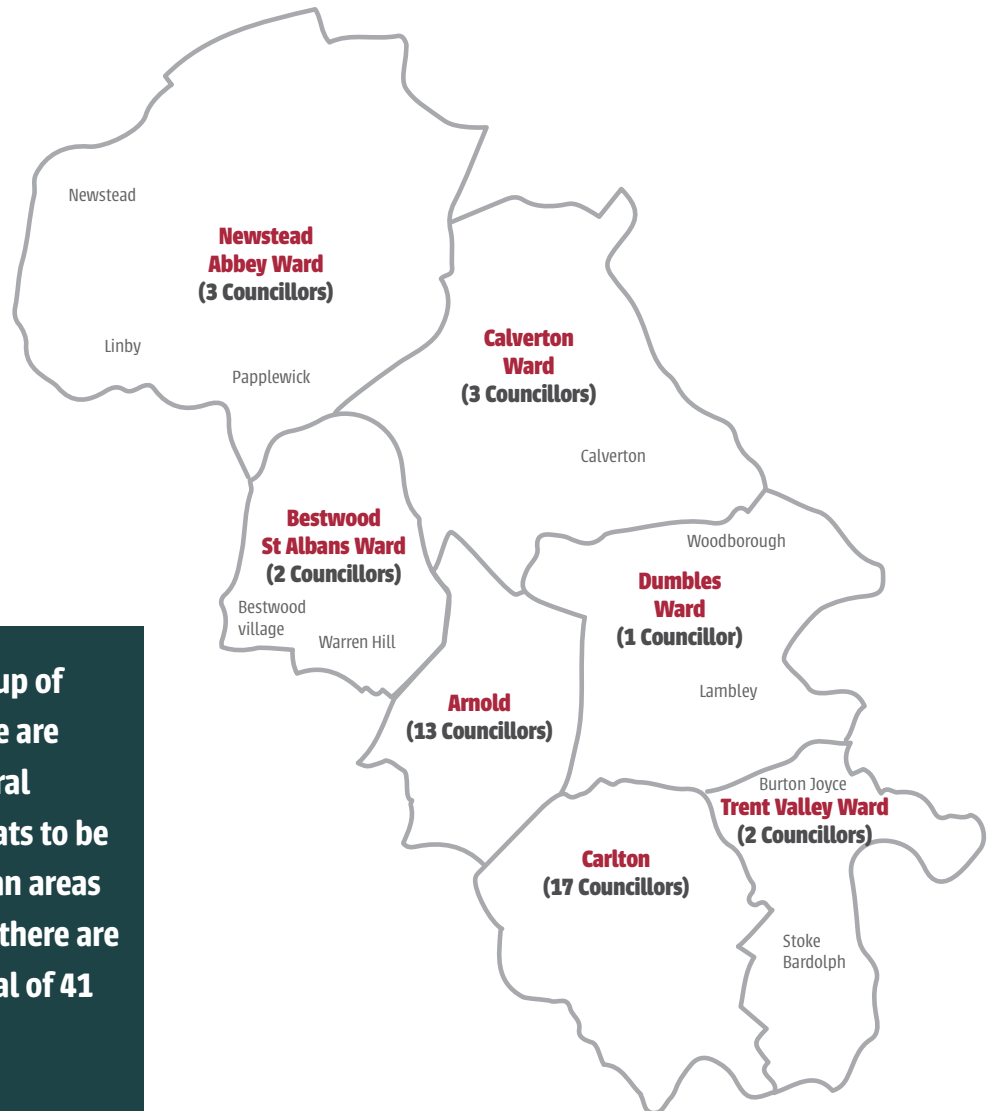 Newstead
Newstead
Abbey Ward
(3 Councillors)
Linby
Papplewick
Calverton
Ward
(3 Councillors)
Calverton
Bestwood
St Albans Ward
(2 Councillors)
Bestwood
village
Warren Hill
Woodborough
Dumbles
Ward
(1 Councillor)
Lambley
Arnold
(13 Councillors)
Burton Joyce
Trent Valley Ward
(2 Councillors)
Carlton
(17 Councillors)
Stoke
Bardolph
up of
e are
ral
ats to be
an areas
there are
al of 41